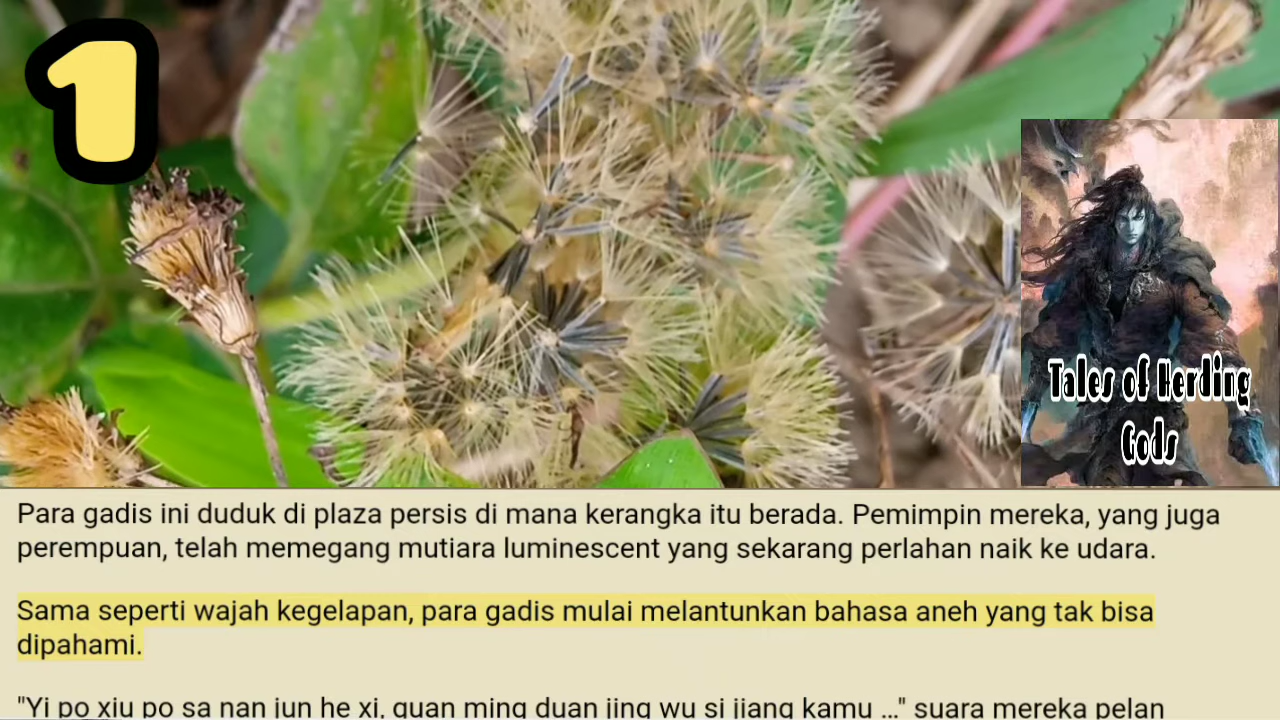 1
Tales of Herding
Gods
Para gadis ini duduk di plaza persis di mana kerangka itu berada. Pemimpin mereka, yang juga
perempuan, telah memegang mutiara luminescent yang sekarang perlahan naik ke udara.
Sama seperti wajah kegelapan, para gadis mulai melantunkan bahasa aneh yang tak bisa
dipahami.
"Yi po xiu po sa nan jun he xi, guan ming duan jing wu si jiang kamu ..." suara mereka pelan